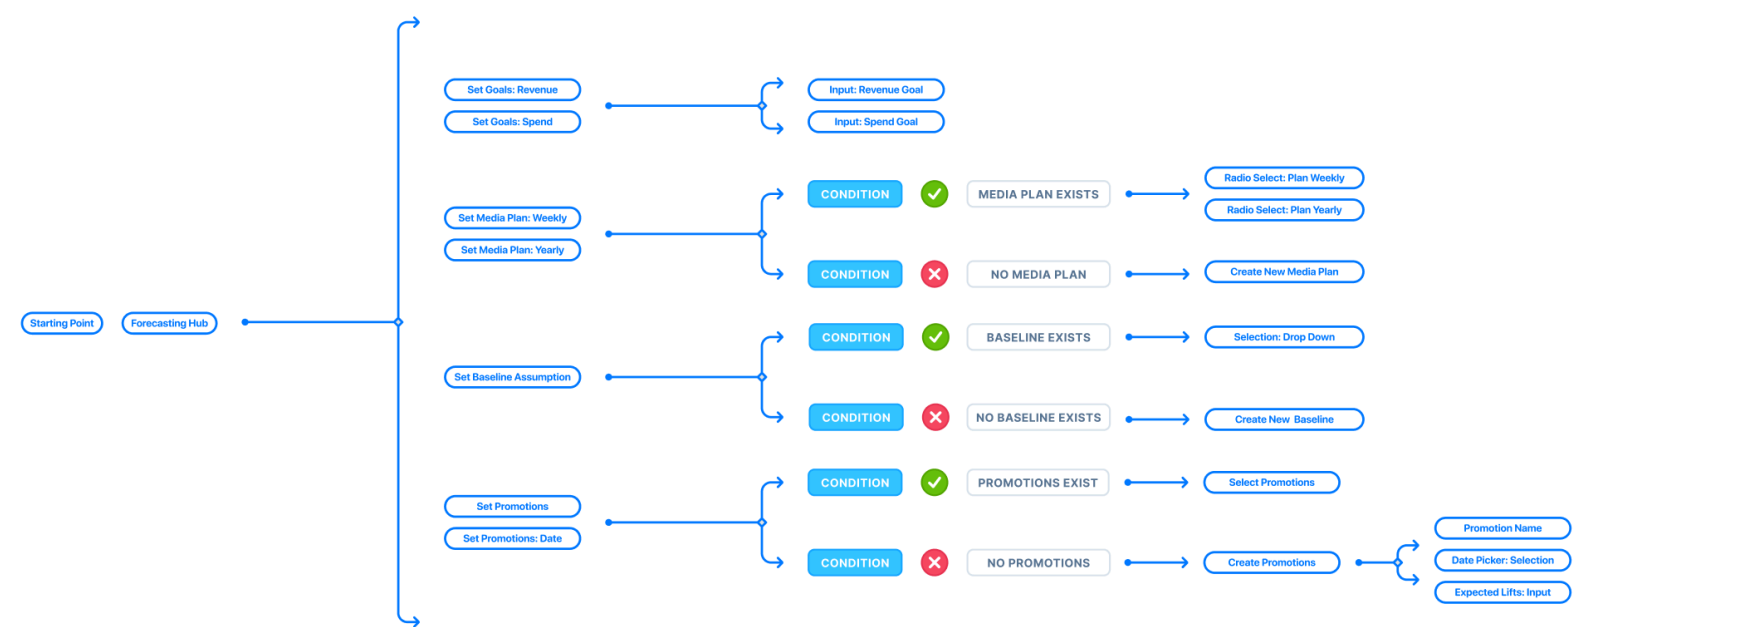 Set Goals: Revenue
Set Goals: Spend
Input: Revenue Goal
Input: Spend Goal
Set Media Plan: Weekly
Set Media Plan: Yearly
CONDITION
MEDIA PLAN EXISTS
Radio Select: Plan Weekly
Radio Select: Plan Yearly
CONDITION
NO MEDIA PLAN
Create New Media Plan
Starting Point
Forecasting Hub
Set Baseline Assumption
CONDITION
BASELINE EXISTS
Selection: Drop Down
CONDITION
NO BASELINE EXISTS
Create New Baseline
Set Promotions
Set Promotions: Date
CONDITION
PROMOTIONS EXIST
Select Promotions
CONDITION
NO PROMOTIONS
Create Promotions
Promotion Name
Date Picker: Selection
Expected Lifts: Input